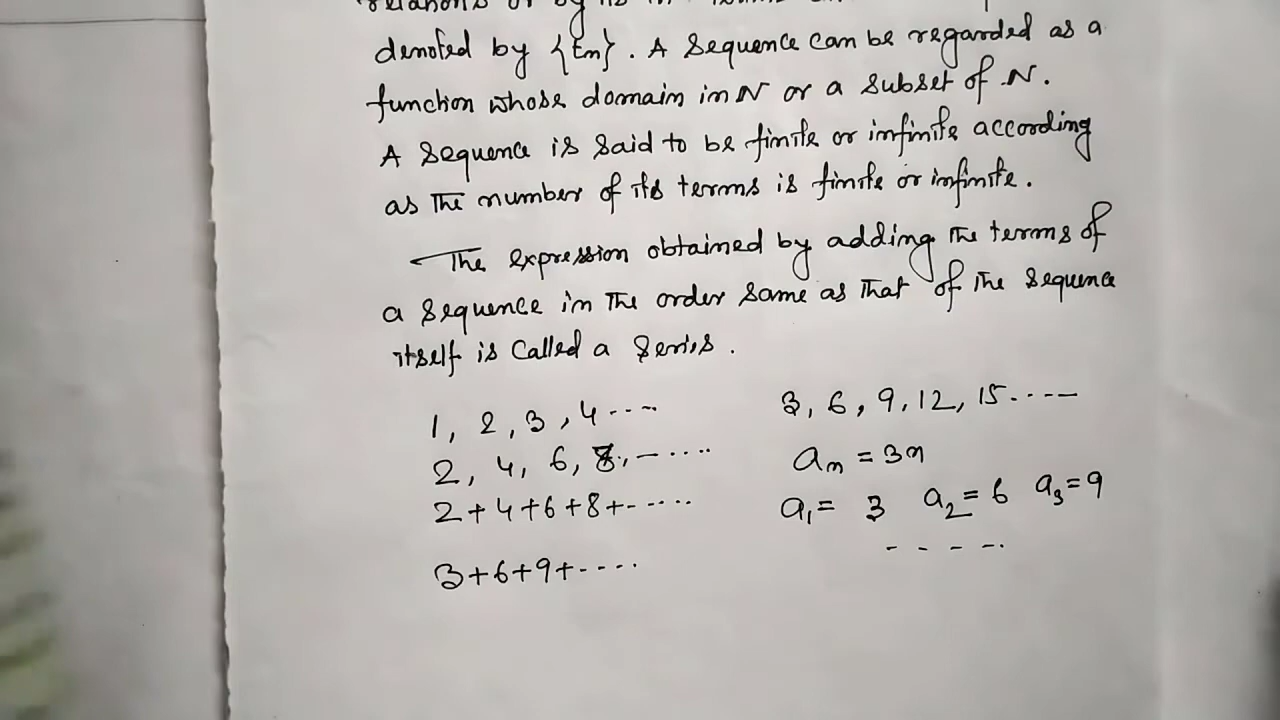 denoted by {tn}. A sequence can be regarded as a
function whose domain in N or a subset of N.
A sequence is said to be finite or infinite according
as the number of its terms is finite or infinite.
The expression obtained by adding the terms of
a sequence in the order same as that of the sequence
itself is called a series.
1, 2, 3, 4 ....
2, 4, 6, 8, - .....
2+4+6+8+- .....
3+6+9+- ....
3, 6, 9, 12, 15 ....-
an = 3n
a1 = 3 a2 = 6 a3 = 9
- - - - ..